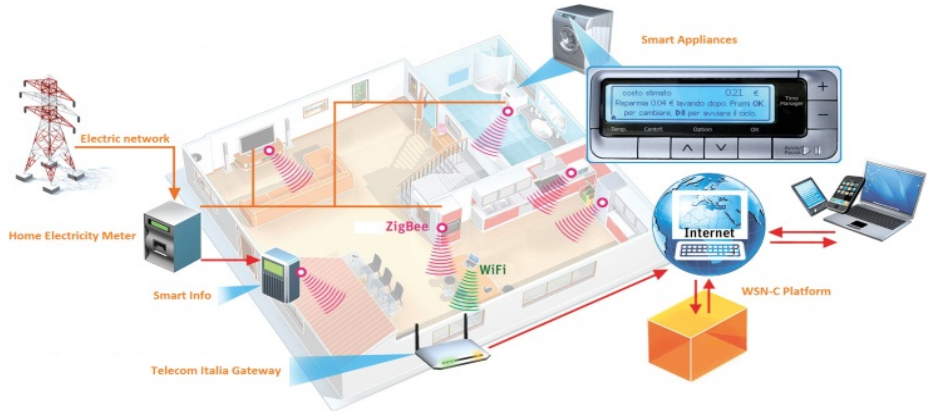 Smart Appliances
costo stimato 0.21 €
Risparmia 0.04 € lavando dopo. Premi OK
per cambiare, per avviare il ciclo.
Time
Manager
+
−
Temp. Centrif. Option OK
Electric network
Home Electricity Meter
ZigBee
WiFi
Internet
Smart Info
WSN-C Platform
Telecom Italia Gateway